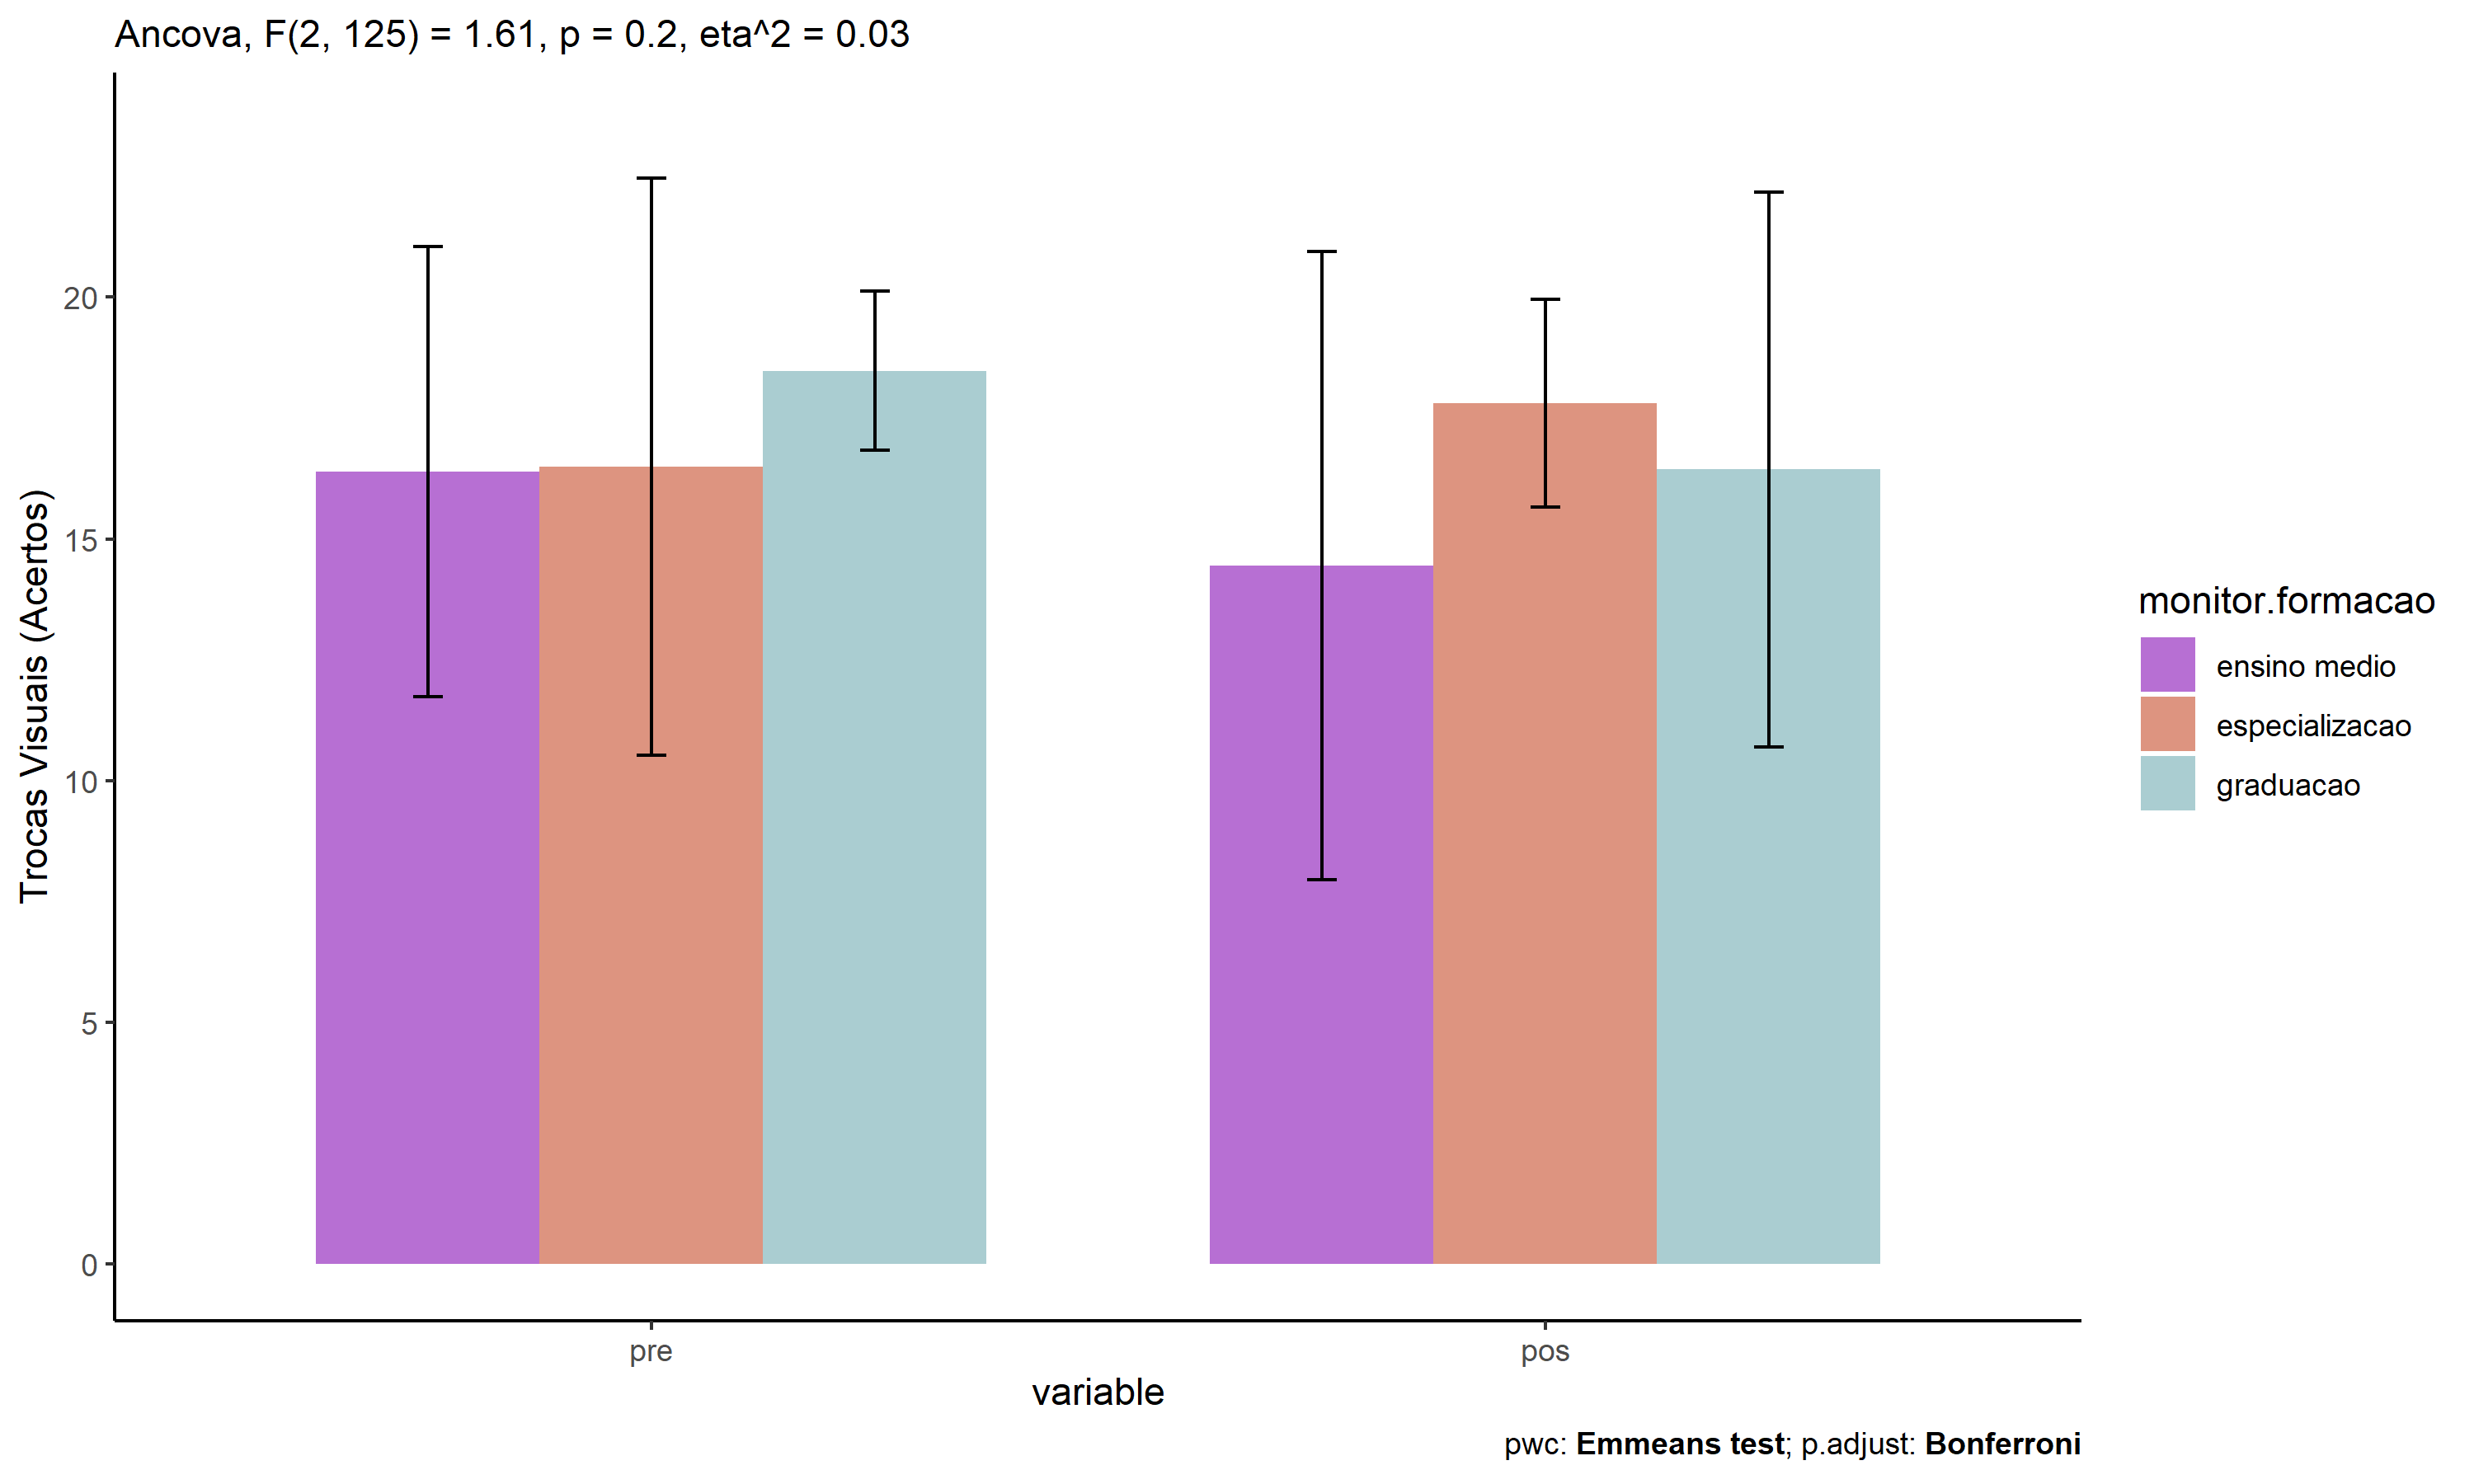 Ancova, F(2, 125) = 1.61, p = 0.2, eta^2 = 0.03
Trocas Visuais (Acertos)
20
15
10
5
0
pre
pos
variable
monitor.formacao
ensino medio
especializacao
graduacao
pwc: Emmeans test; p.adjust: Bonferroni